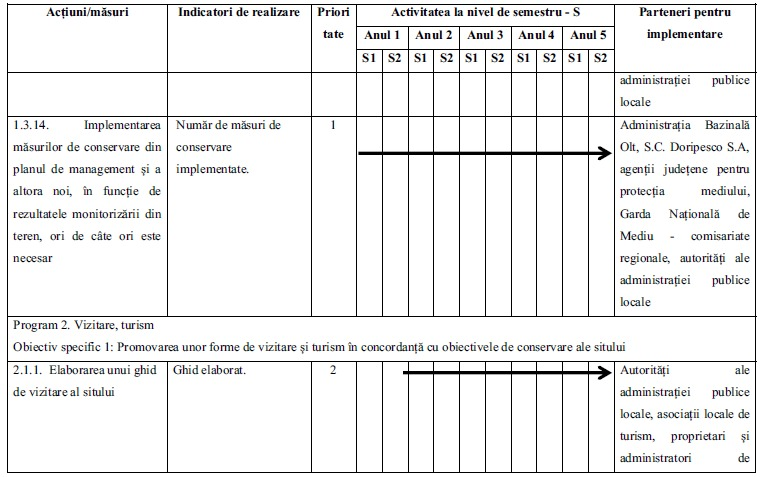 Acțiuni/măsuri
Indicatori de realizare
Priori
tate
Activitatea la nivel de semestru - S
Anul 1 Anul 2 Anul 3 Anul 4 Anul 5
S1 S2 S1 S2 S1 S2 S1 S2 S1 S2
Parteneri pentru
implementare
administrației publice
locale
1.3.14. Implementarea
măsurilor de conservare din
planul de management și a
altora noi, în funcție de
rezultatele monitorizării din
teren, ori de câte ori este
necesar
Număr de măsuri de
conservare
implementate.
1
Administrația Bazinală
Olt, S.C. Doripesco S.A,
agenții județene pentru
protecția mediului,
Garda Națională de
Mediu - comisariate
regionale, autorități ale
administrației publice
locale
Program 2. Vizitare, turism
Obiectiv specific 1: Promovarea unor forme de vizitare și turism în concordanță cu obiectivele de conservare ale sitului
2.1.1. Elaborarea unui ghid
de vizitare al sitului
Ghid elaborat.
2
Autorități ale
administrației publice
locale, asociații locale de
turism, proprietari și
administratori de